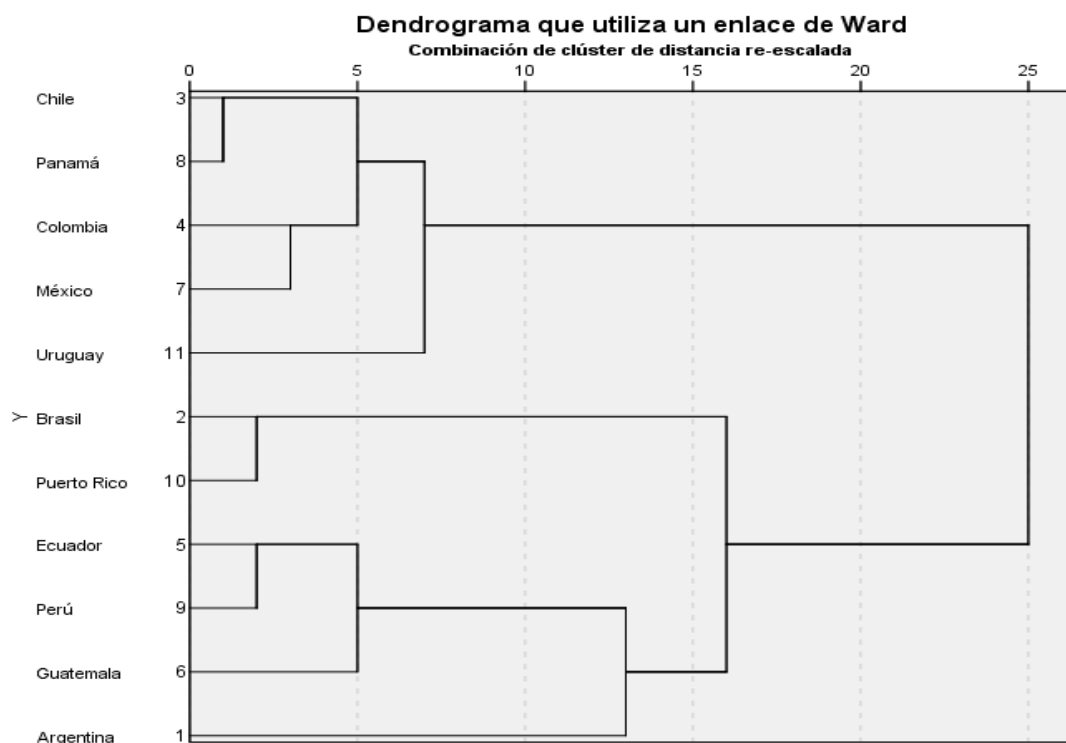 Dendrograma que utiliza un enlace de Ward
Combinación de clúster de distancia re-escalada
0 5 10 15 20 25
Chile 3
Panamá 8
Colombia 4
México 7
Uruguay 11
Y
Brasil 2
Puerto Rico 10
Ecuador 5
Perú 9
Guatemala 6
Argentina 1